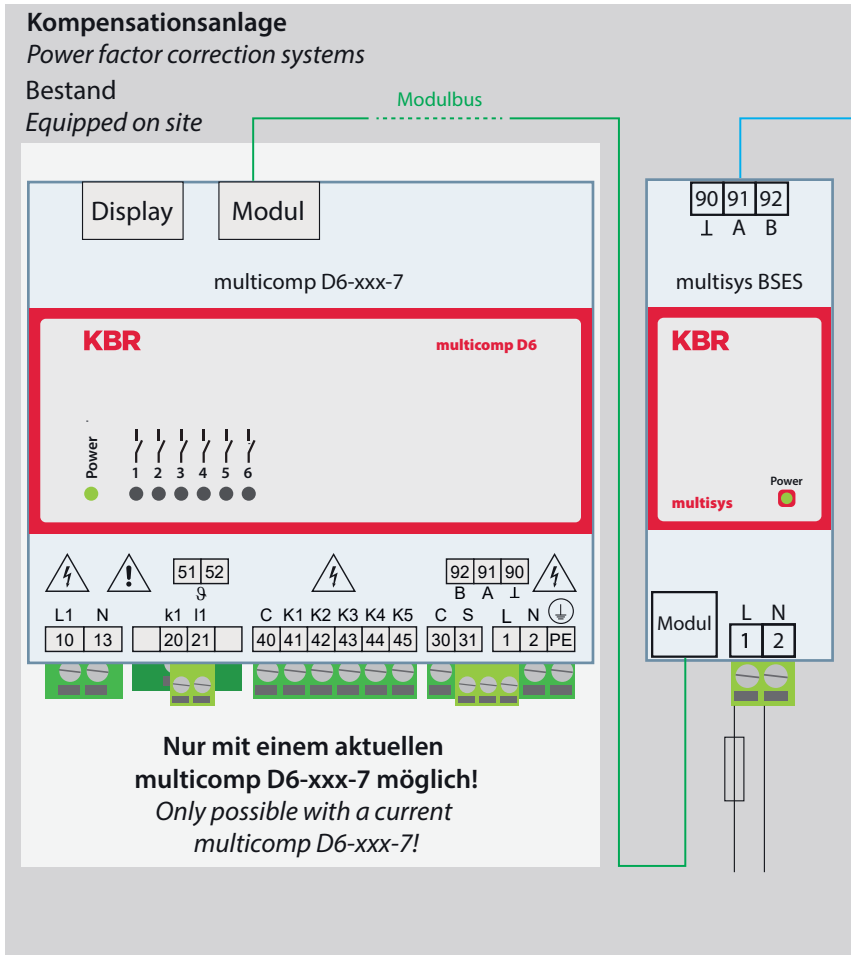 Kompensationsanlage
Power factor correction systems
Bestand
Equipped on site
Modulbus
Display
Modul
multicomp D6-xxx-7
KBR
multicomp D6
Power
1 2 3 4 5 6
51 52
ϑ
92 91 90
B A ⊥
L1 N
k1 l1
C K1 K2 K3 K4 K5
C S
L N
10 13
20 21
40 41 42 43 44 45
30 31
1 2 PE
Nur mit einem aktuellen
multicomp D6-xxx-7 möglich!
Only possible with a current
multicomp D6-xxx-7!
90 91 92
⊥ A B
multisys BSES
KBR
Power
multisys
Modul
L N
1 2